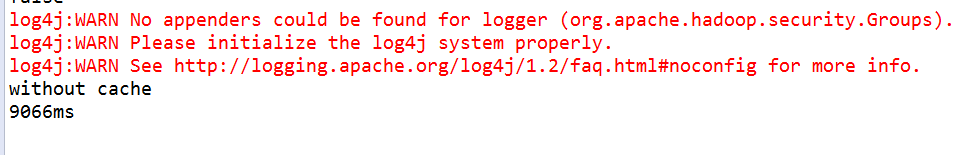 false
log4j:WARN No appenders could be found for logger (org.apache.hadoop.security.Groups).
log4j:WARN Please initialize the log4j system properly.
log4j:WARN See http://logging.apache.org/log4j/1.2/faq.html#noconfig for more info.
without cache
9066ms